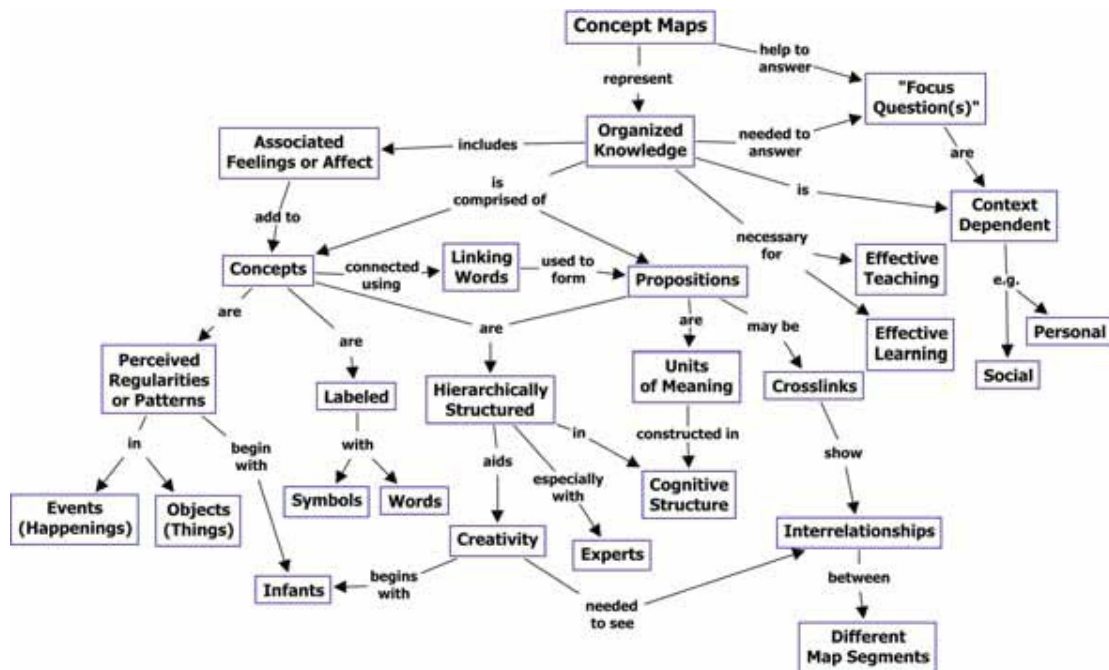 Concept Maps
help to
answer
represent
"Focus
Question(s)"
Associated
Feelings or Affect
includes
Organized
Knowledge
needed to
answer
are
is
comprised of
is
Context
Dependent
add to
necessary
for
Concepts
connected
using
Linking
Words
used to
form
Propositions
Effective
Teaching
e.g.
are
are
are
are
may be
Effective
Learning
Personal
Perceived
Regularities
or Patterns
Labeled
Hierarchically
Structured
Units
of Meaning
Crosslinks
Social
in
begin
with
with
aids
in
constructed in
show
especially
with
Events
(Happenings)
Objects
(Things)
Symbols
Words
Cognitive
Structure
Creativity
Experts
Interrelationships
Infants
begins
with
needed
to see
between
Different
Map Segments